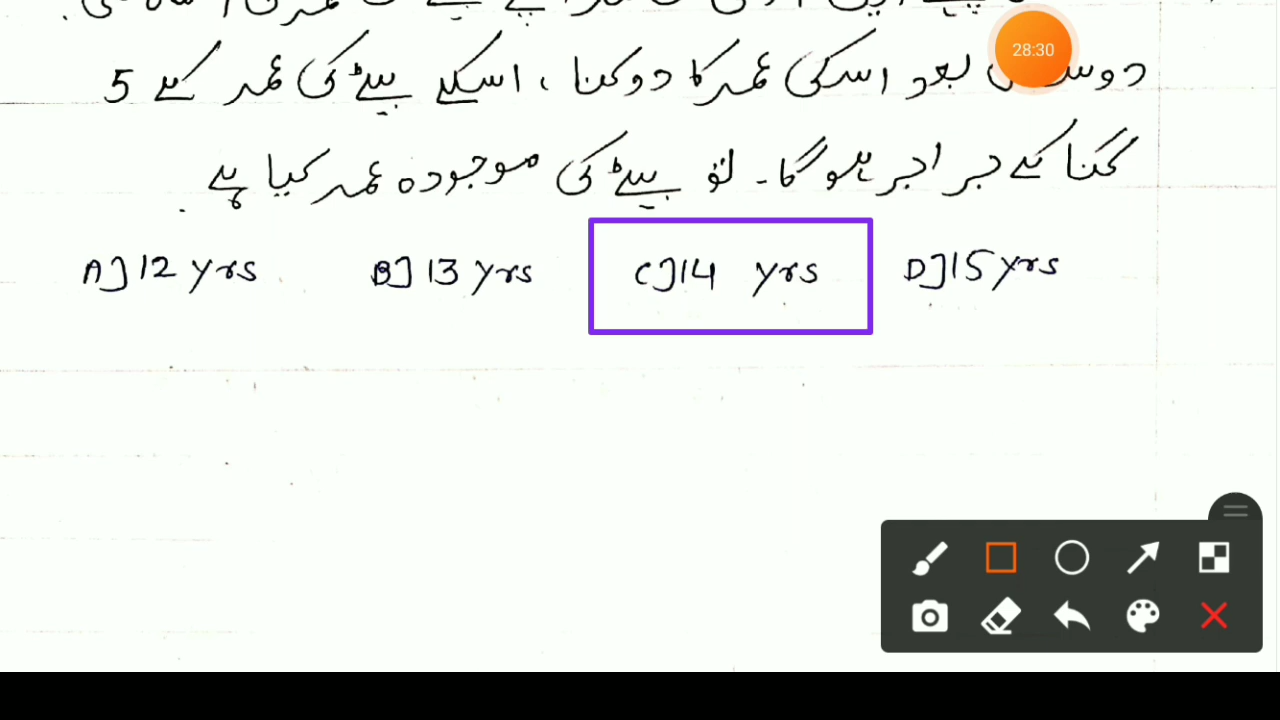 28:30
دو سال بعد اسکی عمر کا دوگنا ، اسکے بیٹے کی عمر کے 5
گنا کے برابر ہوگا۔ تو بیٹے کی موجودہ عمر کیا ہے
A] 12 yrs B] 13 yrs C] 14 yrs D] 15 yrs